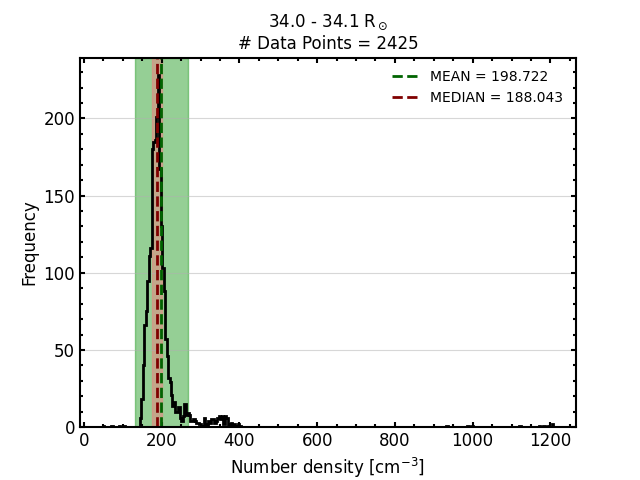 34.0 - 34.1 R⊙
# Data Points = 2425
MEAN = 198.722
MEDIAN = 188.043
200
150
100
50
0
Frequency
0 200 400 600 800 1000 1200
Number density [cm⁻³]